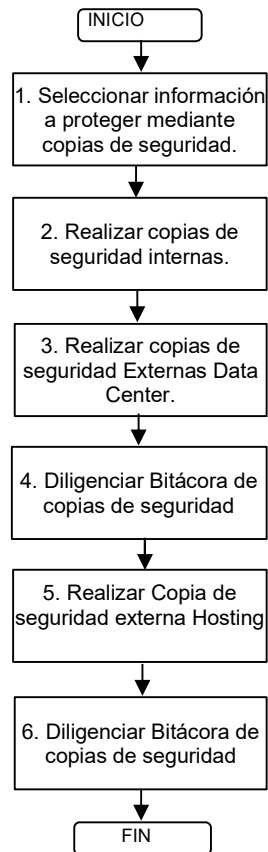 INICIO
1. Seleccionar información
a proteger mediante
copias de seguridad.
2. Realizar copias de
seguridad internas.
3. Realizar copias de
seguridad Externas Data
Center.
4. Diligenciar Bitácora de
copias de seguridad
5. Realizar Copia de
seguridad externa Hosting
6. Diligenciar Bitácora de
copias de seguridad
FIN